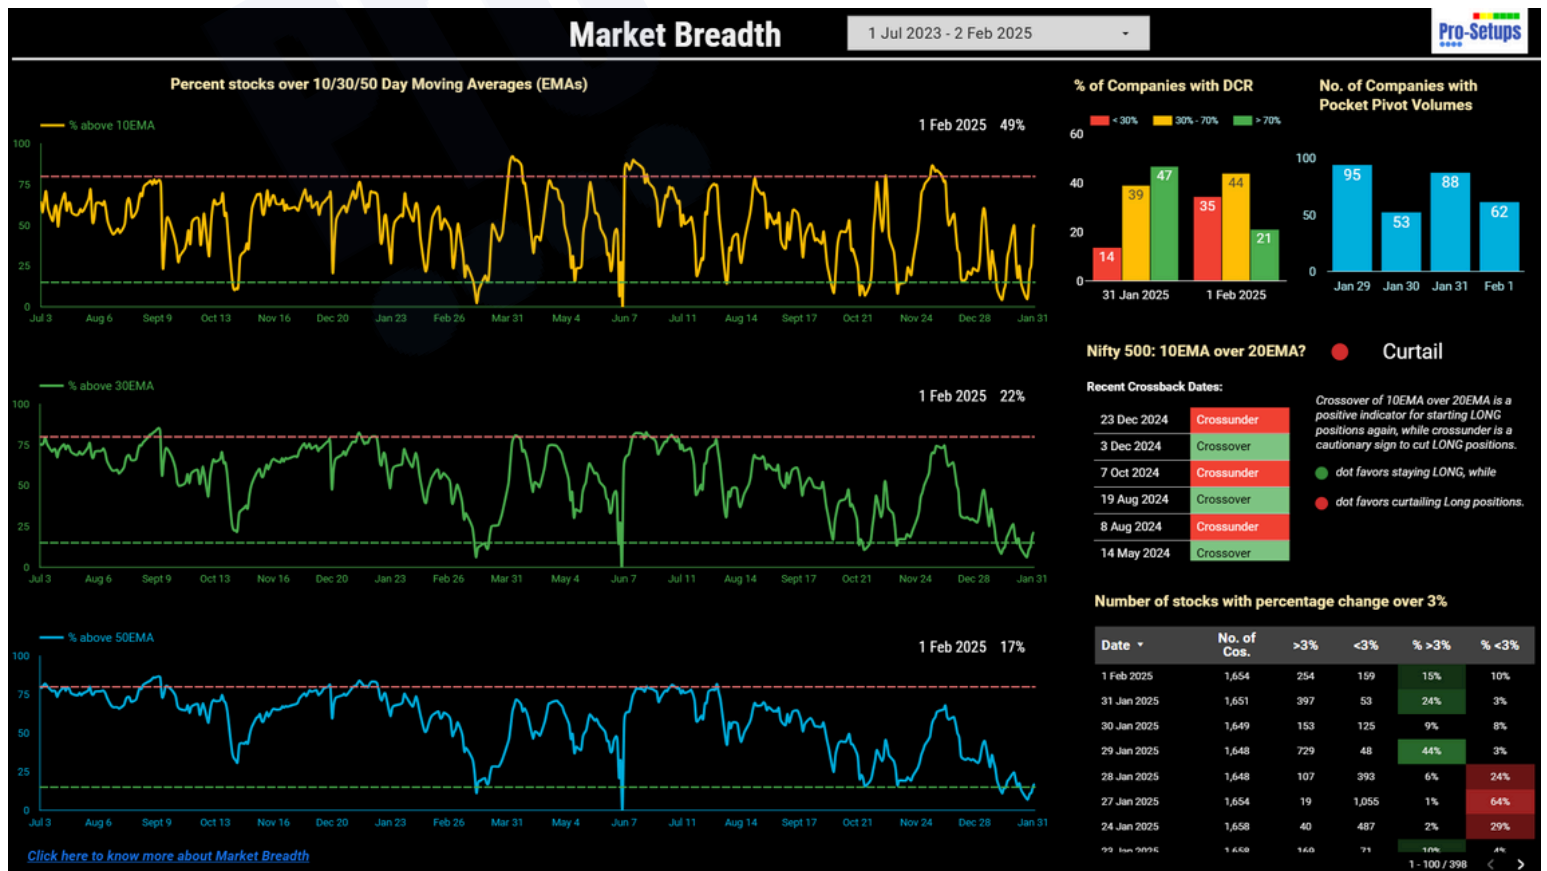 Market Breadth
1 Jul 2023 - 2 Feb 2025
Pro-Setups
Percent stocks over 10/30/50 Day Moving Averages (EMAs)
% above 10EMA
1 Feb 2025 49%
100
75
50
25
0
Jul 3 Aug 6 Sept 9 Oct 13 Nov 16 Dec 20 Jan 23 Feb 26 Mar 31 May 4 Jun 7 Jul 11 Aug 14 Sept 17 Oct 21 Nov 24 Dec 28 Jan 31
% above 30EMA
1 Feb 2025 22%
100
75
50
25
0
Jul 3 Aug 6 Sept 9 Oct 13 Nov 16 Dec 20 Jan 23 Feb 26 Mar 31 May 4 Jun 7 Jul 11 Aug 14 Sept 17 Oct 21 Nov 24 Dec 28 Jan 31
% above 50EMA
1 Feb 2025 17%
100
75
50
25
0
Jul 3 Aug 6 Sept 9 Oct 13 Nov 16 Dec 20 Jan 23 Feb 26 Mar 31 May 4 Jun 7 Jul 11 Aug 14 Sept 17 Oct 21 Nov 24 Dec 28 Jan 31
Click here to know more about Market Breadth
% of Companies with DCR
< 30% 30% - 70% > 70%
60
40
20
0
14 39 47 35 44 21
31 Jan 2025 1 Feb 2025
No. of Companies with
Pocket Pivot Volumes
100
50
0
95 53 88 62
Jan 29 Jan 30 Jan 31 Feb 1
Nifty 500: 10EMA over 20EMA? Curtail
Recent Crossback Dates:
23 Dec 2024 Crossunder
3 Dec 2024 Crossover
7 Oct 2024 Crossunder
19 Aug 2024 Crossover
8 Aug 2024 Crossunder
14 May 2024 Crossover
Crossover of 10EMA over 20EMA is a
positive indicator for starting LONG
positions again, while crossunder is a
cautionary sign to cut LONG positions.
dot favors staying LONG, while
dot favors curtailing Long positions.
Number of stocks with percentage change over 3%
Date No. of Cos. >3% <3% % >3% % <3%
1 Feb 2025 1,654 254 159 15% 10%
31 Jan 2025 1,651 397 53 24% 3%
30 Jan 2025 1,649 153 125 9% 8%
29 Jan 2025 1,648 729 48 44% 3%
28 Jan 2025 1,648 107 393 6% 24%
27 Jan 2025 1,654 19 1,055 1% 64%
24 Jan 2025 1,658 40 487 2% 29%
23 Jan 2025 1,658 169 71 10% 4%
1 - 100 / 398